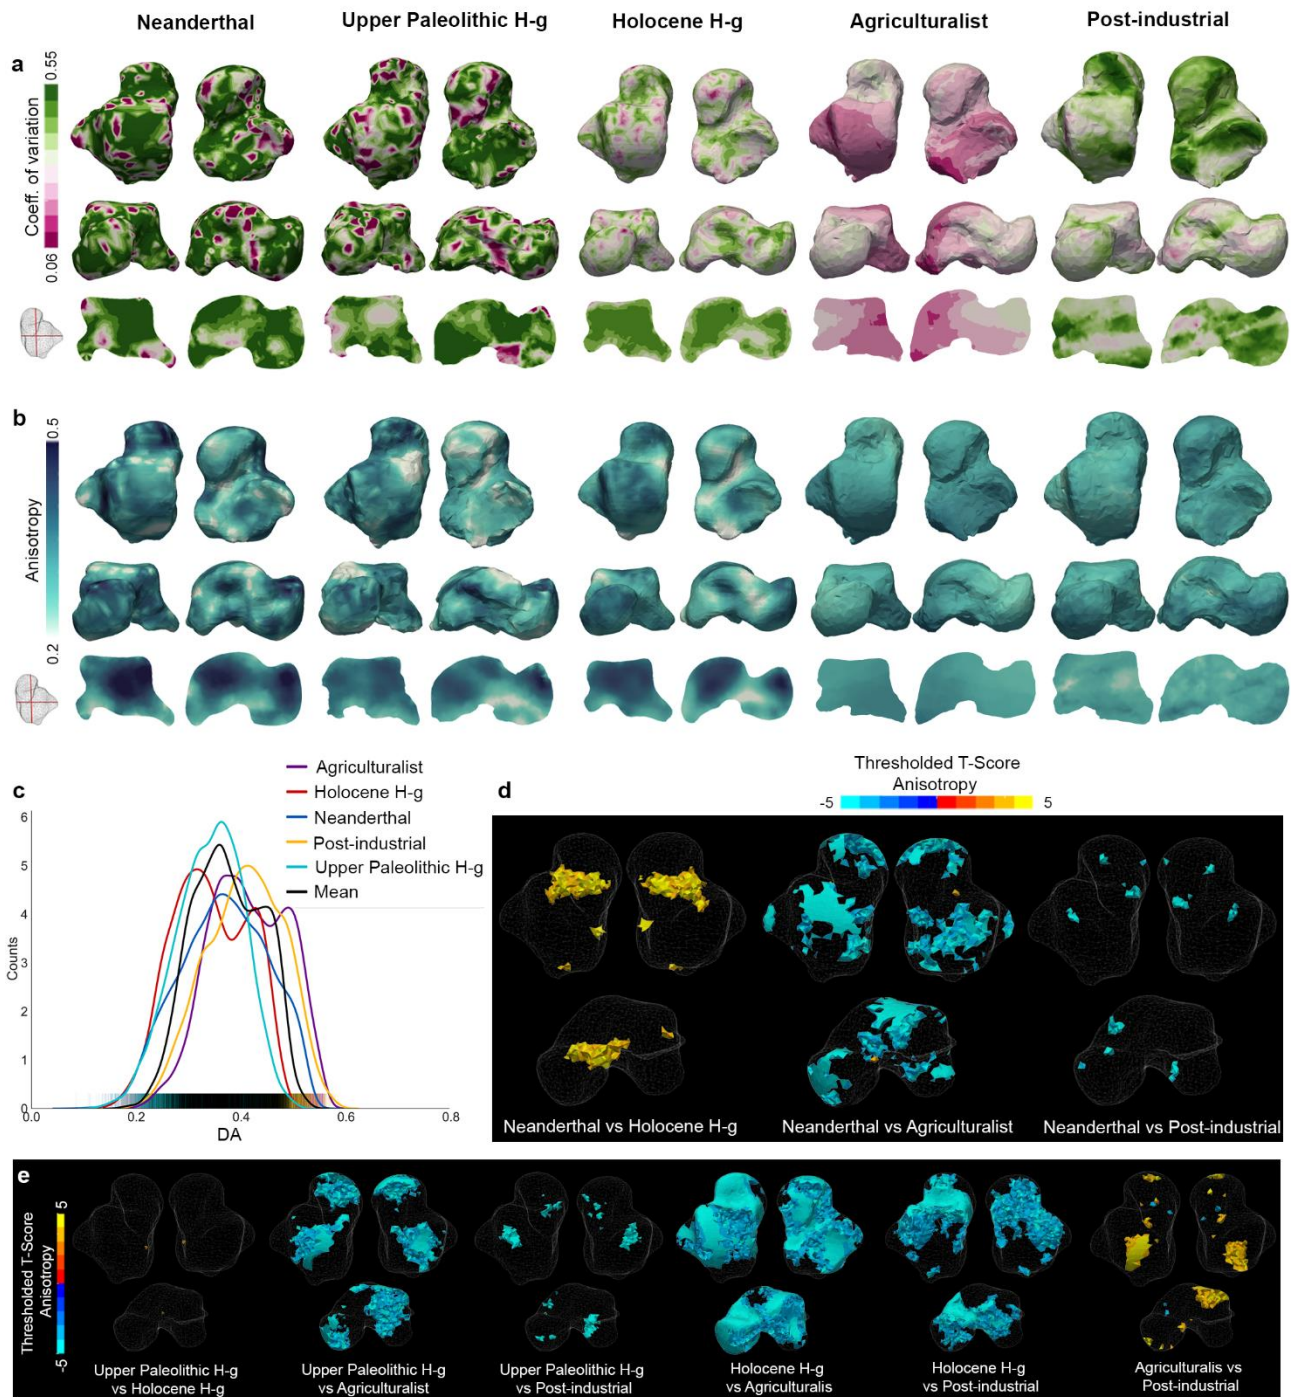 Neanderthal
Upper Paleolithic H-g
Holocene H-g
Agriculturalist
Post-industrial
a
0.55
Coeff. of variation
0.06
b
0.5
Anisotropy
0.2
c
Agriculturalist
Holocene H-g
Neanderthal
Post-industrial
Upper Paleolithic H-g
Mean
6
5
4
3
2
1
0
Counts
0.0
0.2
0.4
0.6
0.8
DA
d
Thresholded T-Score
Anisotropy
-5
5
Neanderthal vs Holocene H-g
Neanderthal vs Agriculturalist
Neanderthal vs Post-industrial
e
5
Thresholded T-Score
Anisotropy
-5
Upper Paleolithic H-g
vs Holocene H-g
Upper Paleolithic H-g
vs Agriculturalist
Upper Paleolithic H-g
vs Post-industrial
Holocene H-g
vs Agriculturalis
Holocene H-g
vs Post-industrial
Agriculturalis vs
Post-industrial